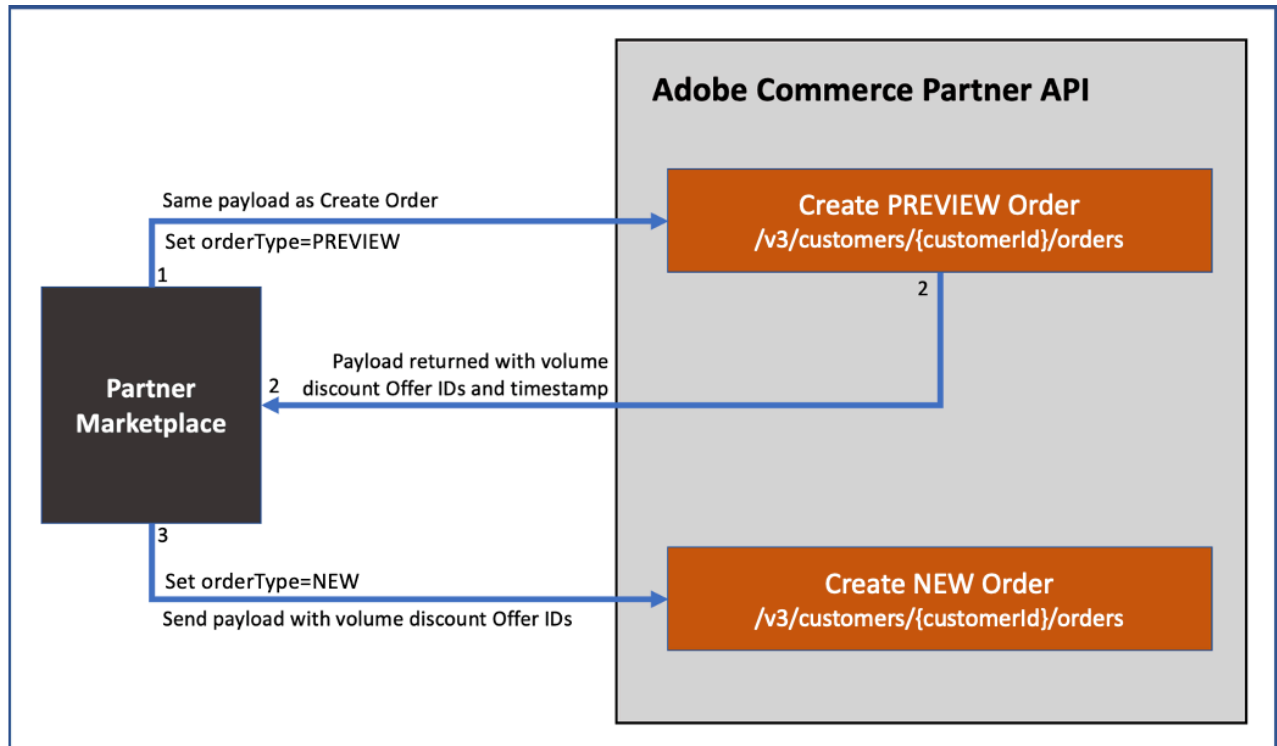 Adobe Commerce Partner API
Same payload as Create Order
Set orderType=PREVIEW
1
Create PREVIEW Order
/v3/customers/{customerId}/orders
2
Payload returned with volume
discount Offer IDs and timestamp
2
Partner
Marketplace
3
Set orderType=NEW
Send payload with volume discount Offer IDs
Create NEW Order
/v3/customers/{customerId}/orders